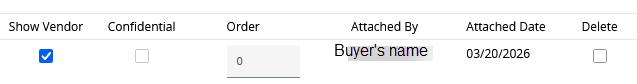 Show Vendor Confidential Order Attached By Attached Date Delete
0 Buyer's name 03/20/2026